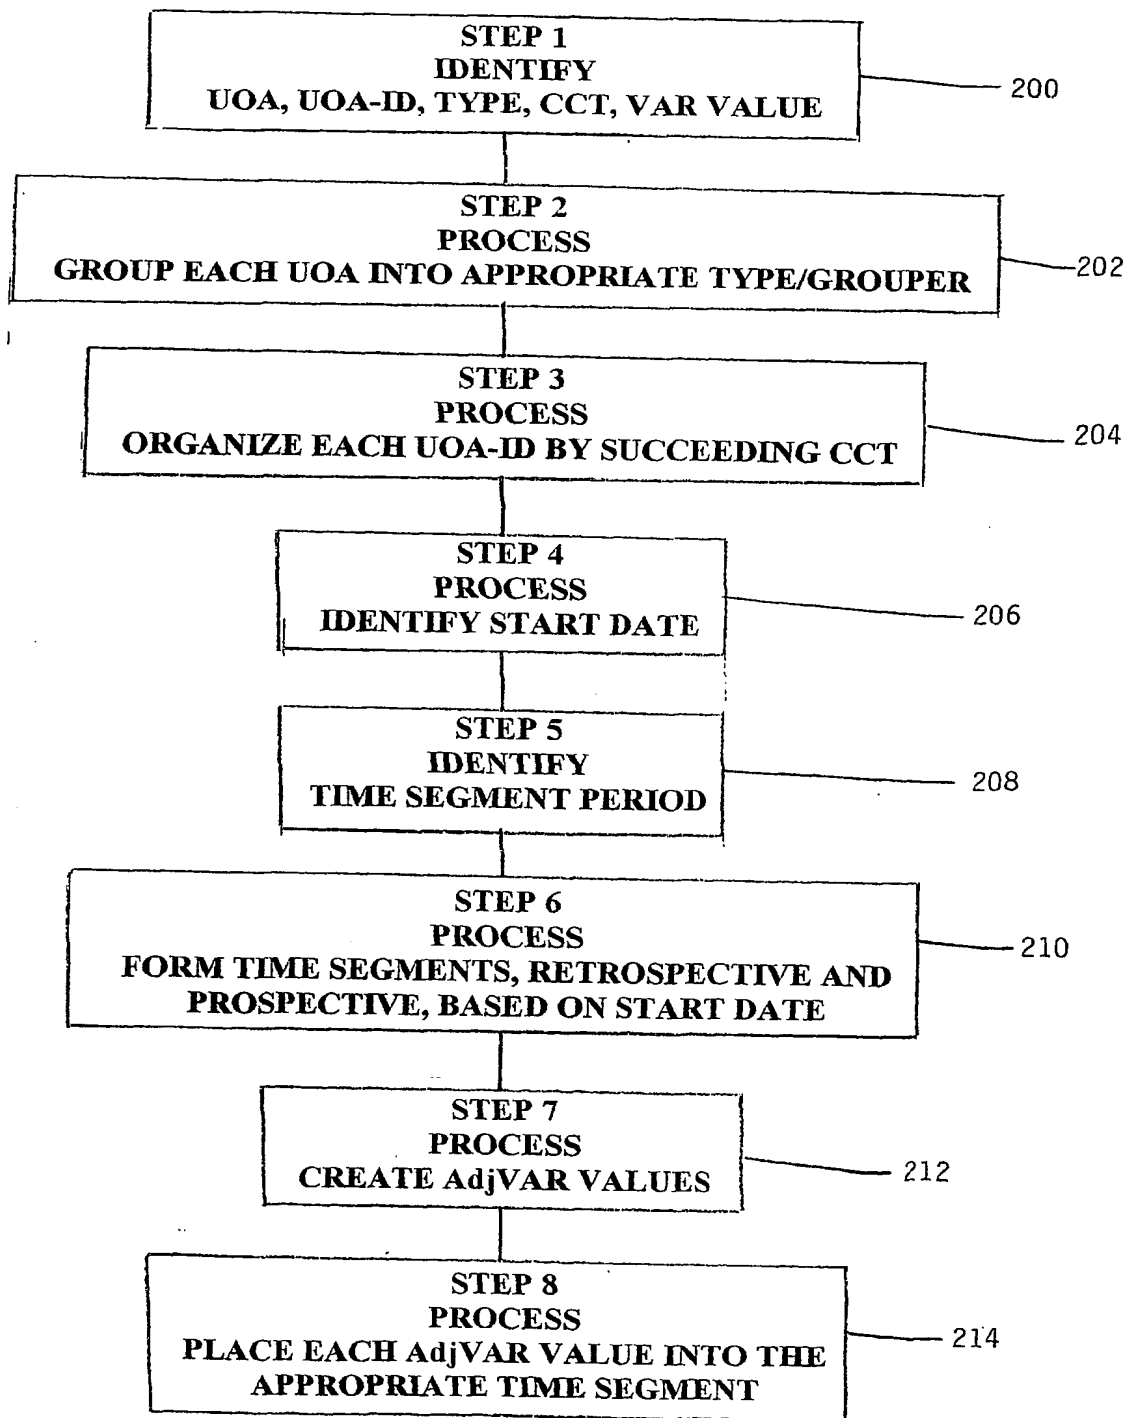 STEP 1
IDENTIFY
UOA, UOA-ID, TYPE, CCT, VAR VALUE
200
STEP 2
PROCESS
GROUP EACH UOA INTO APPROPRIATE TYPE/GROUPER
202
STEP 3
PROCESS
ORGANIZE EACH UOA-ID BY SUCCEEDING CCT
204
STEP 4
PROCESS
IDENTIFY START DATE
206
STEP 5
IDENTIFY
TIME SEGMENT PERIOD
208
STEP 6
PROCESS
FORM TIME SEGMENTS, RETROSPECTIVE AND
PROSPECTIVE, BASED ON START DATE
210
STEP 7
PROCESS
CREATE AdjVAR VALUES
212
STEP 8
PROCESS
PLACE EACH AdjVAR VALUE INTO THE
APPROPRIATE TIME SEGMENT
214